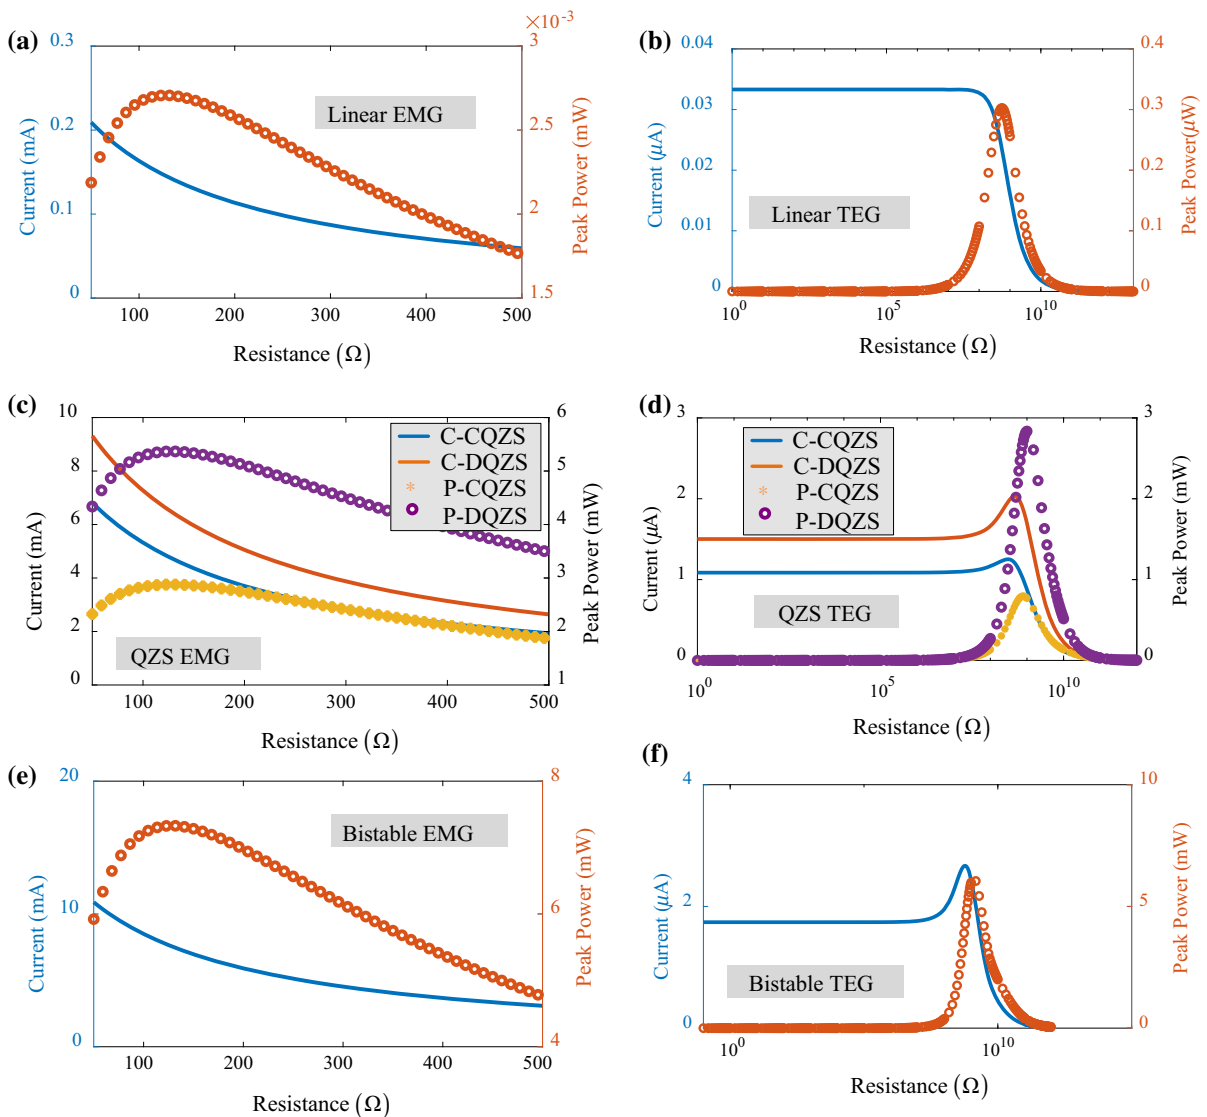 (a)
×10⁻³
0.3
0.2
0.1
0
3
2.5
2
1.5
Current (mA)
Peak Power (mW)
Linear EMG
100 200 300 400 500
Resistance (Ω)
(b)
0.04
0.03
0.02
0.01
0
0.4
0.3
0.2
0.1
0
Current (μA)
Peak Power(μW)
Linear TEG
10⁰ 10⁵ 10¹⁰
Resistance (Ω)
(c)
10
8
6
4
2
0
6
5
4
3
2
1
Current (mA)
Peak Power (mW)
C-CQZS
C-DQZS
P-CQZS
P-DQZS
QZS EMG
100 200 300 400 500
Resistance (Ω)
(d)
3
2
1
0
3
2
1
0
Current (μA)
Peak Power (mW)
C-CQZS
C-DQZS
P-CQZS
P-DQZS
QZS TEG
10⁰ 10⁵ 10¹⁰
Resistance (Ω)
(e)
20
10
0
8
6
4
Current (mA)
Peak Power (mW)
Bistable EMG
100 200 300 400 500
Resistance (Ω)
(f)
4
2
0
10
5
0
Current (μA)
Peak Power (mW)
Bistable TEG
10⁰ 10¹⁰
Resistance (Ω)